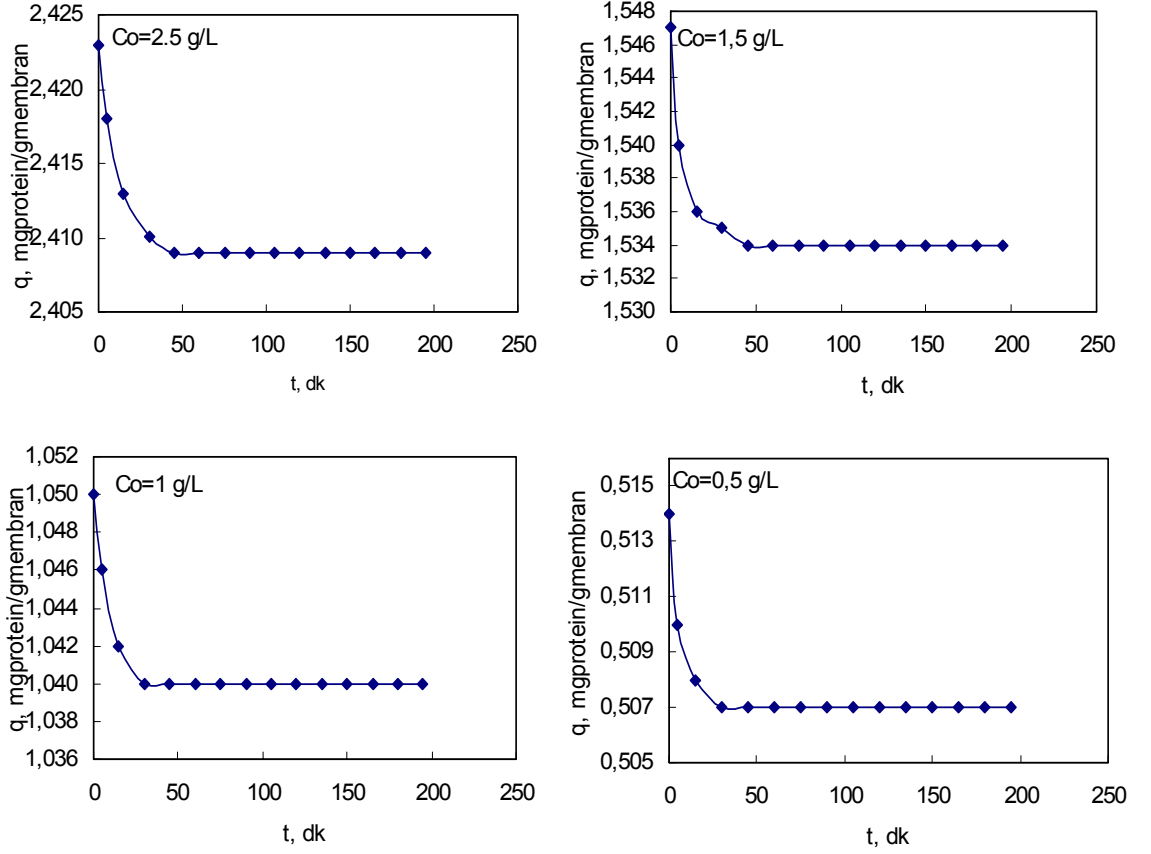 Co=2.5 g/L
q, mgprotein/gmembran
2,425
2,420
2,415
2,410
2,405
0 50 100 150 200 250
t, dk
Co=1,5 g/L
q, mgprotein/gmembran
1,548
1,546
1,544
1,542
1,540
1,538
1,536
1,534
1,532
1,530
0 50 100 150 200 250
t, dk
Co=1 g/L
q, mgprotein/gmembran
1,052
1,050
1,048
1,046
1,044
1,042
1,040
1,038
1,036
0 50 100 150 200 250
t, dk
Co=0,5 g/L
q, mgprotein/gmembran
0,515
0,513
0,511
0,509
0,507
0,505
0 50 100 150 200 250
t, dk